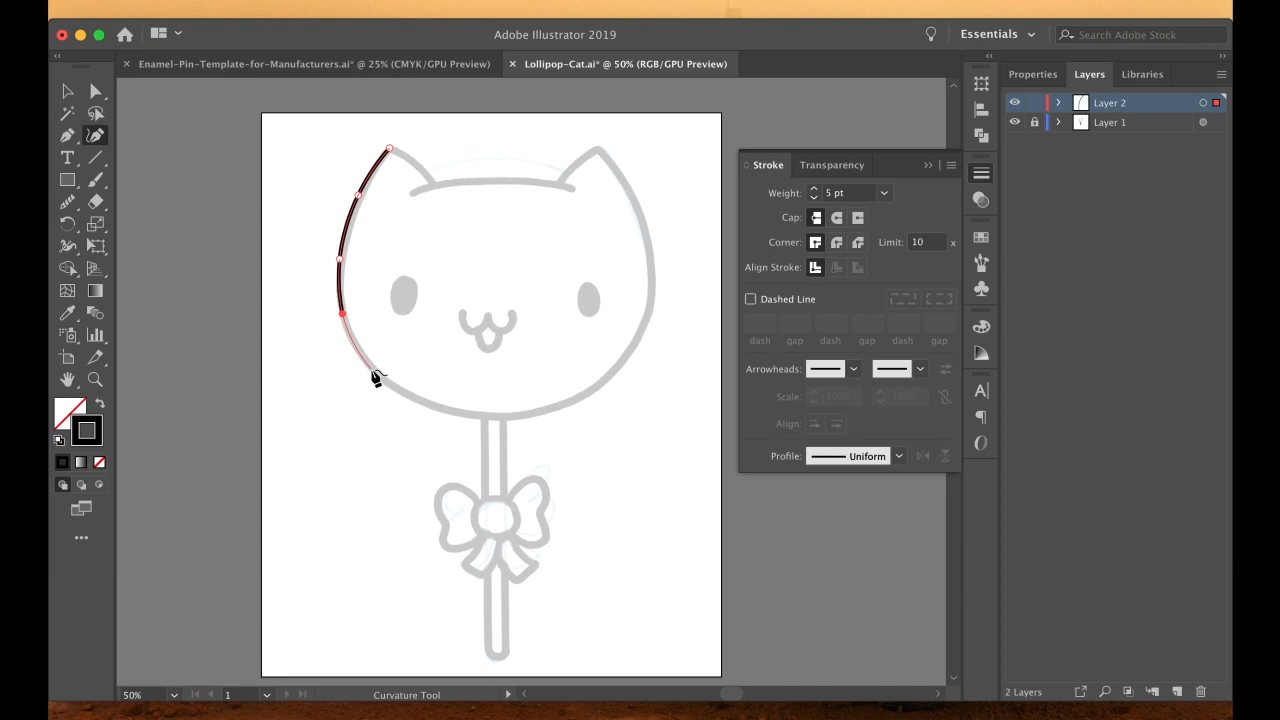 Adobe Illustrator 2019
Essentials
Search Adobe Stock
Enamel-Pin-Template-for-Manufacturers.ai* @ 25% (CMYK/GPU Preview)
Lollipop-Cat.ai* @ 50% (RGB/GPU Preview)
Properties
Layers
Libraries
Layer 2
Layer 1
Stroke
Transparency
Weight:
5 pt
Cap:
Corner:
Limit:
10
x
Align Stroke:
Dashed Line
dash
gap
dash
gap
dash
gap
Arrowheads:
Scale:
100%
100%
Align:
Profile:
Uniform
50%
1
Curvature Tool
2 Layers